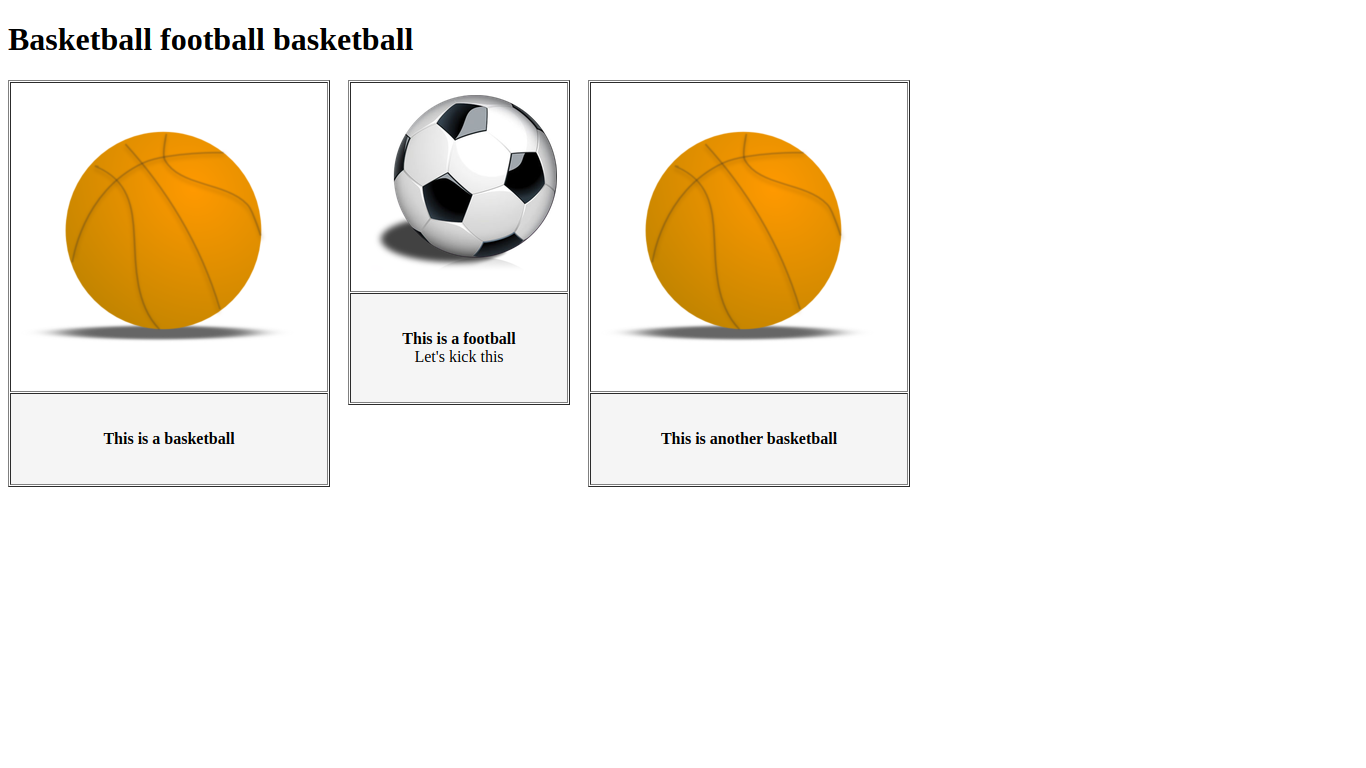 Basketball football basketball
This is a basketball
This is a football
Let's kick this
This is another basketball